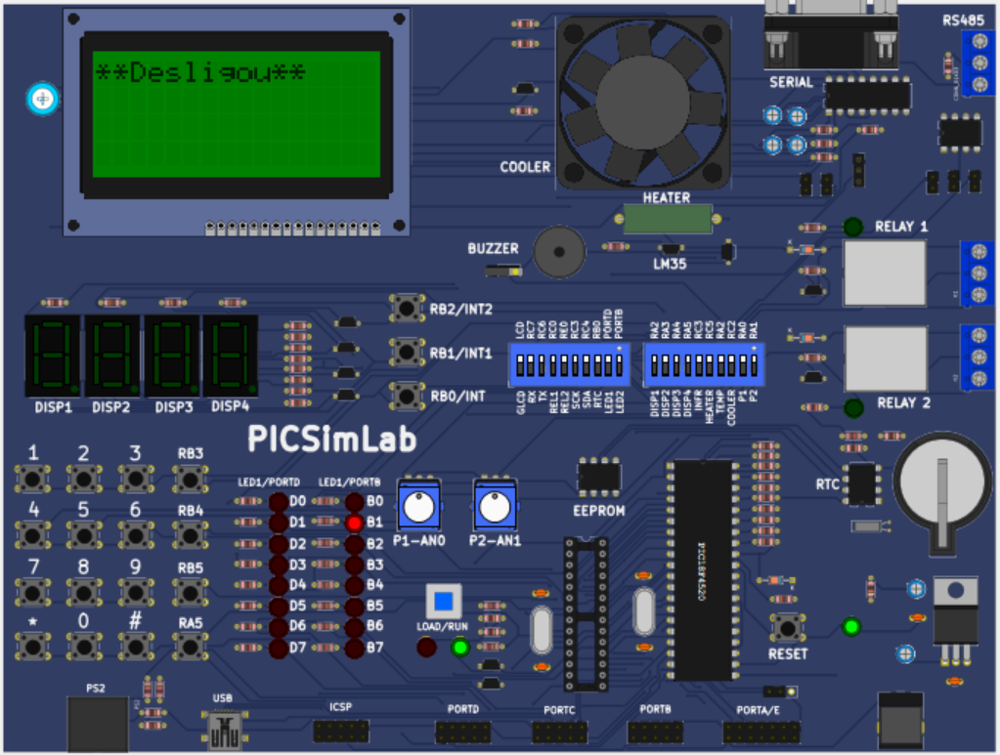 **Desligou**
COOLER
SERIAL
RS485
HEATER
BUZZER
LM35
RELAY 1
RELAY 2
RB2/INT2
RB1/INT1
RB0/INT
LCD
RC7
RC6
RC0
RE0
RC3
RC4
RB0
PORTD
PORTB
GLCD
RX
TX
REL1
REL2
SCK
SDA
RTC
LED1
LED2
RA2
RA3
RA4
RA5
RC3
RC5
RA2
RC2
RA0
RA1
DISP1
DISP2
DISP3
DISP4
INFR
HEATER
TEMP
COOLER
P1
P2
DISP1 DISP2 DISP3 DISP4
PICSimLab
1 2 3 RB3
4 5 6 RB4
7 8 9 RB5
* 0 # RA5
LED1/PORTD LED1/PORTB
D0 B0
D1 B1
D2 B2
D3 B3
D4 B4
D5 B5
D6 B6
D7 B7
P1-AN0
P2-AN1
EEPROM
RTC
PIC18F4520
LOAD/RUN
RESET
PS2
USB
ICSP
PORTD
PORTC
PORTB
PORTA/E